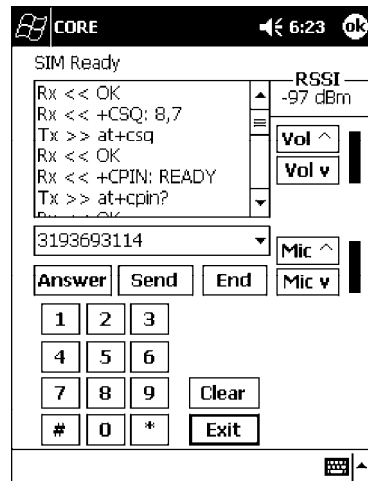 CORE 6:23 ok
SIM Ready
RSSI
-97 dBm
Rx << OK
Rx << +CSQ: 8,7
Tx >> at+csq
Rx << OK
Rx << +CPIN: READY
Tx >> at+cpin?
Rx << OK
Vol ^
Vol v
3193693114
Mic ^
Mic v
Answer Send End
1 2 3
4 5 6
7 8 9 Clear
# 0 * Exit